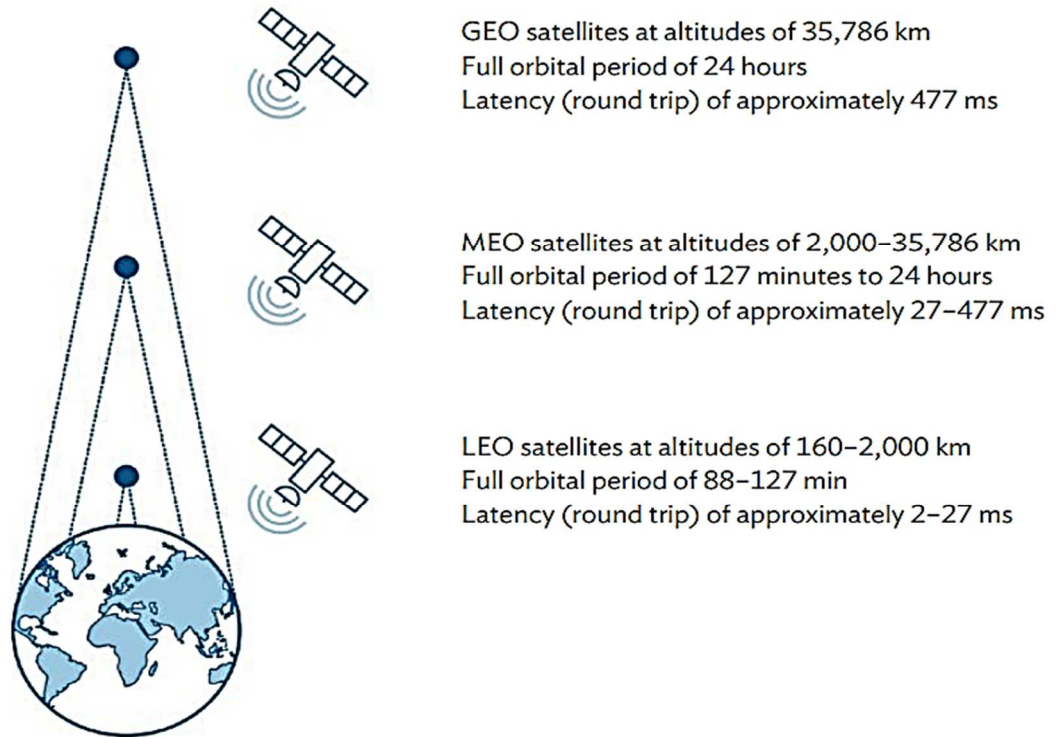 GEO satellites at altitudes of 35,786 km
Full orbital period of 24 hours
Latency (round trip) of approximately 477 ms
MEO satellites at altitudes of 2,000–35,786 km
Full orbital period of 127 minutes to 24 hours
Latency (round trip) of approximately 27–477 ms
LEO satellites at altitudes of 160–2,000 km
Full orbital period of 88–127 min
Latency (round trip) of approximately 2–27 ms